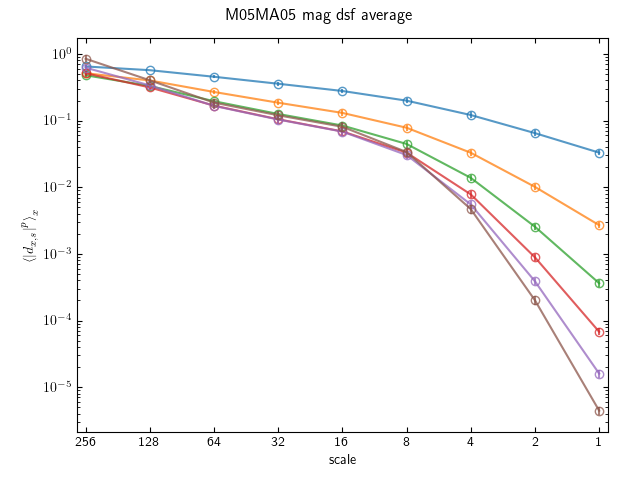 M05MA05 mag dsf average
⟨|d_{x,s}|^p⟩_x
10^0
10^{-1}
10^{-2}
10^{-3}
10^{-4}
10^{-5}
256 128 64 32 16 8 4 2 1
scale